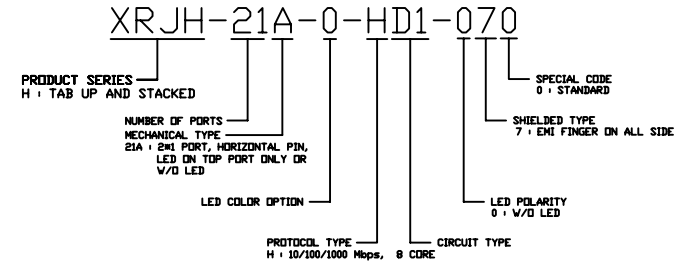 XRJH-21A-0-HD1-070
PRODUCT SERIES
H : TAB UP AND STACKED
SPECIAL CODE
0 : STANDARD
NUMBER OF PORTS
MECHANICAL TYPE
21A : 2*1 PORT, HORIZONTAL PIN,
LED ON TOP PORT ONLY OR
W/O LED
SHIELDED TYPE
7 : EMI FINGER ON ALL SIDE
LED COLOR OPTION
LED POLARITY
0 : W/O LED
PROTOCOL TYPE
H : 10/100/1000 Mbps, 8 CORE
CIRCUIT TYPE